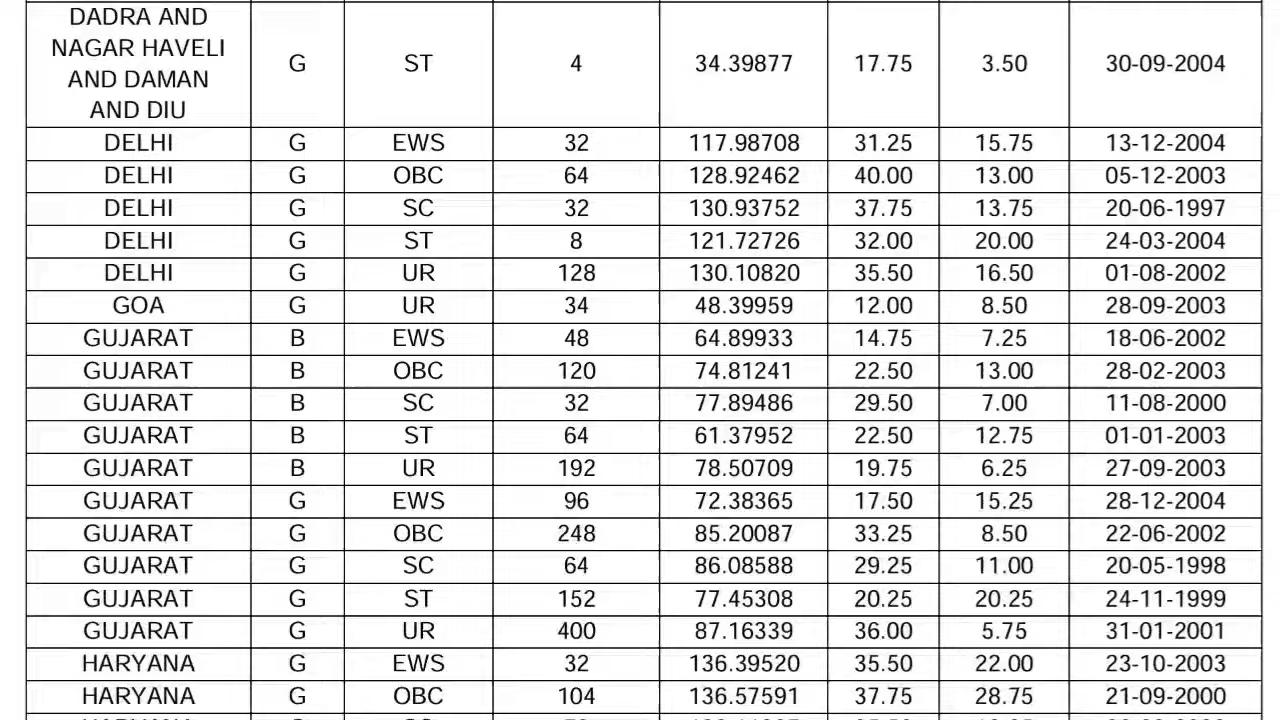 DADRA AND
NAGAR HAVELI
AND DAMAN
AND DIU G ST 4 34.39877 17.75 3.50 30-09-2004
DELHI G EWS 32 117.98708 31.25 15.75 13-12-2004
DELHI G OBC 64 128.92462 40.00 13.00 05-12-2003
DELHI G SC 32 130.93752 37.75 13.75 20-06-1997
DELHI G ST 8 121.72726 32.00 20.00 24-03-2004
DELHI G UR 128 130.10820 35.50 16.50 01-08-2002
GOA G UR 34 48.39959 12.00 8.50 28-09-2003
GUJARAT B EWS 48 64.89933 14.75 7.25 18-06-2002
GUJARAT B OBC 120 74.81241 22.50 13.00 28-02-2003
GUJARAT B SC 32 77.89486 29.50 7.00 11-08-2000
GUJARAT B ST 64 61.37952 22.50 12.75 01-01-2003
GUJARAT B UR 192 78.50709 19.75 6.25 27-09-2003
GUJARAT G EWS 96 72.38365 17.50 15.25 28-12-2004
GUJARAT G OBC 248 85.20087 33.25 8.50 22-06-2002
GUJARAT G SC 64 86.08588 29.25 11.00 20-05-1998
GUJARAT G ST 152 77.45308 20.25 20.25 24-11-1999
GUJARAT G UR 400 87.16339 36.00 5.75 31-01-2001
HARYANA G EWS 32 136.39520 35.50 22.00 23-10-2003
HARYANA G OBC 104 136.57591 37.75 28.75 21-09-2000